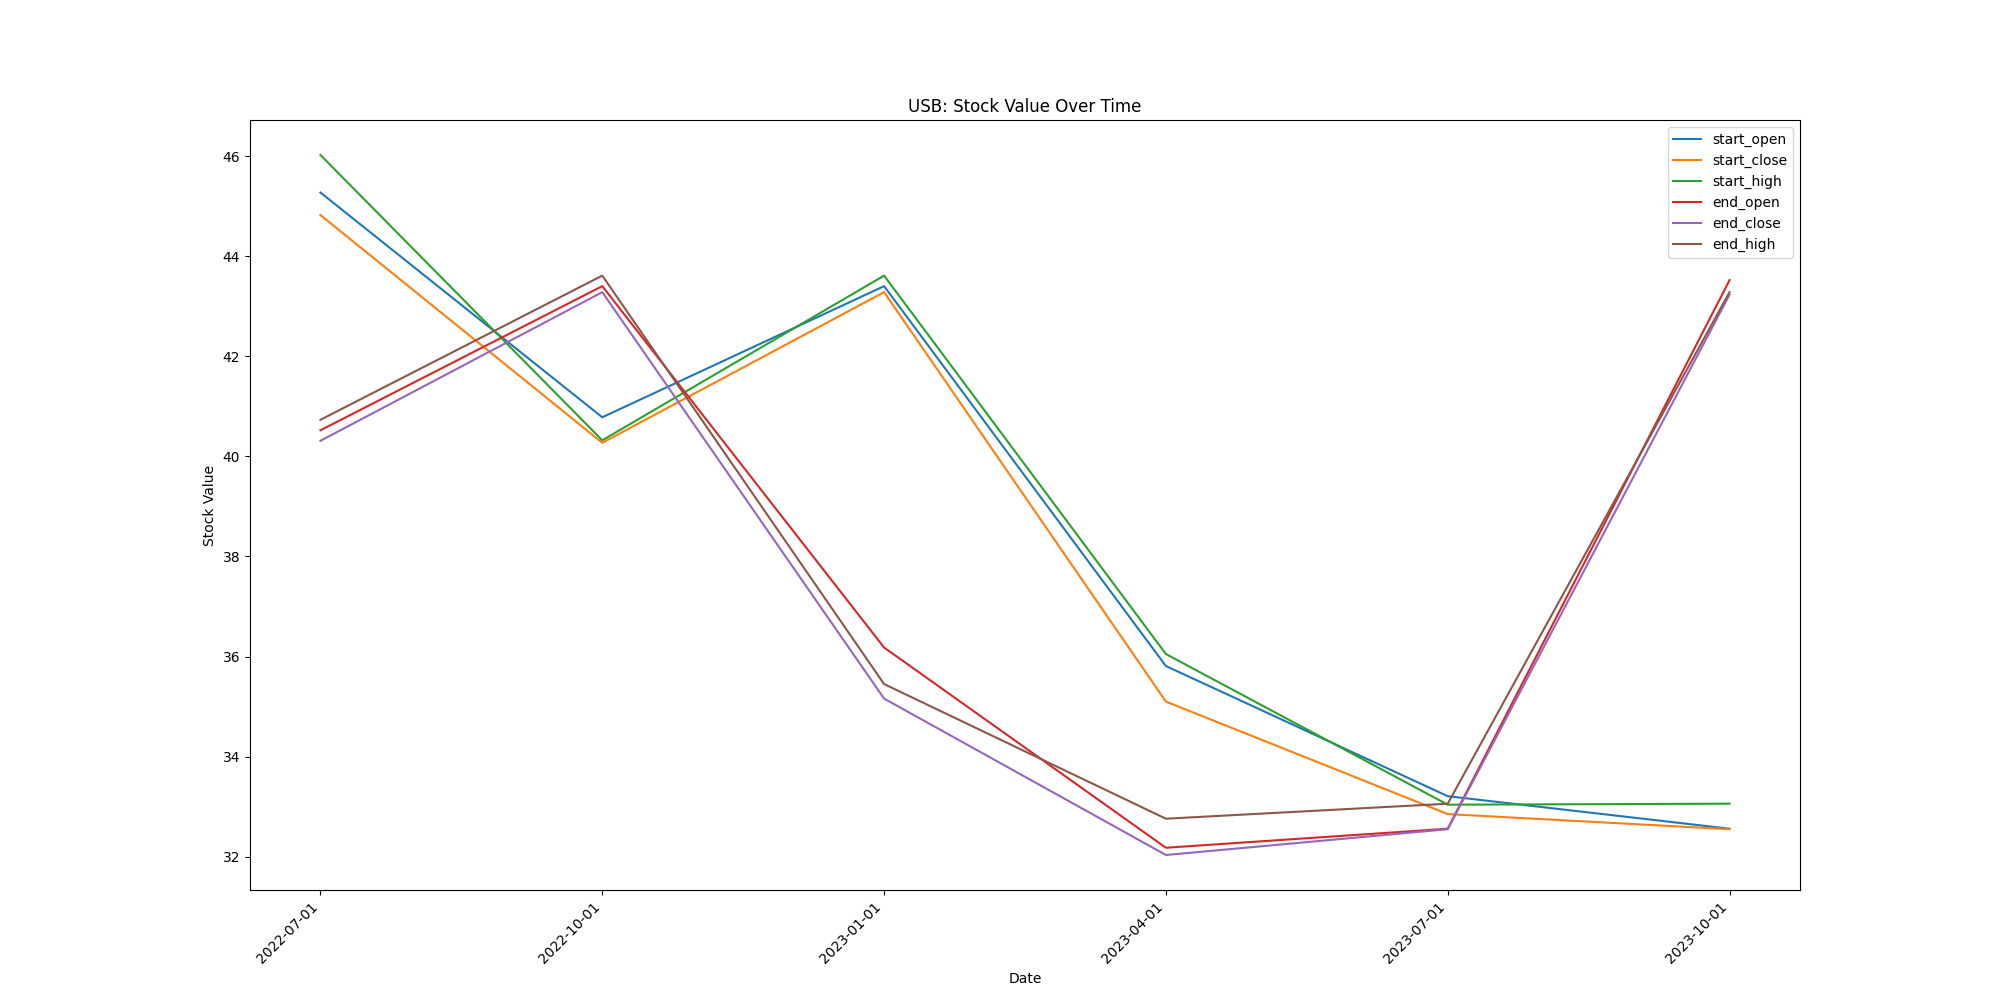 USB: Stock Value Over Time
start_open
start_close
start_high
end_open
end_close
end_high
46
44
42
40
38
36
34
32
Stock Value
2022-07-01
2022-10-01
2023-01-01
2023-04-01
2023-07-01
2023-10-01
Date